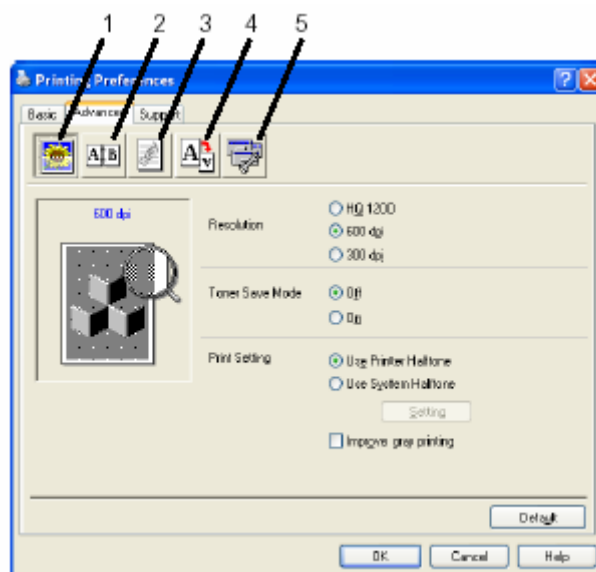 1 2 3 4 5
Printing Preferences
Basic Advanced Support
A B
A
600 dpi
Resolution
HQ 1200
600 dpi
300 dpi
Toner Save Mode
Off
On
Print Setting
Use Printer Halftone
Use System Halftone
Setting
Improve gray printing
Default
OK Cancel Help